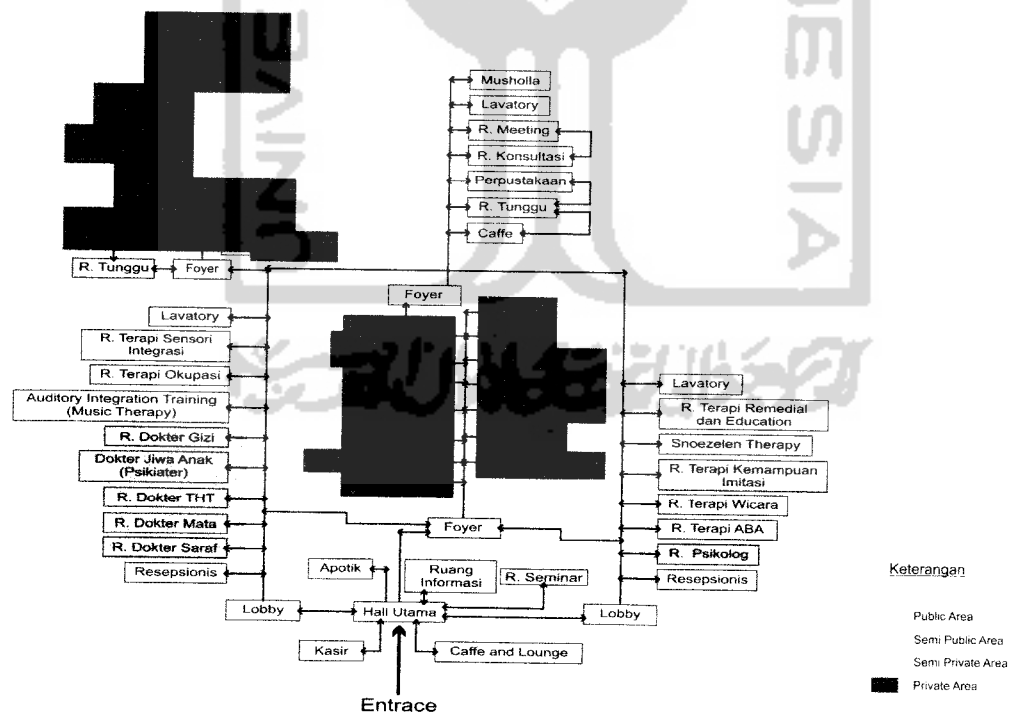 Musholla
Lavatory
R. Meeting
R. Konsultasi
Perpustakaan
R. Tunggu
Caffe
R. Tunggu
Foyer
Foyer
Lavatory
R. Terapi Sensori
Integrasi
R. Terapi Okupasi
Auditory Integration Training
(Music Therapy)
R. Dokter Gizi
Dokter Jiwa Anak
(Psikiater)
R. Dokter THT
R. Dokter Mata
R. Dokter Saraf
Resepsionis
Lobby
Lavatory
R. Terapi Remedial
dan Education
Snoezelen Therapy
R. Terapi Kemampuan
Imitasi
R. Terapi Wicara
R. Terapi ABA
R. Psikolog
Resepsionis
Lobby
Foyer
Apotik
Ruang
Informasi
R. Seminar
Hall Utama
Kasir
Caffe and Lounge
Entrace
Keterangan
Public Area
Semi Public Area
Semi Private Area
Private Area